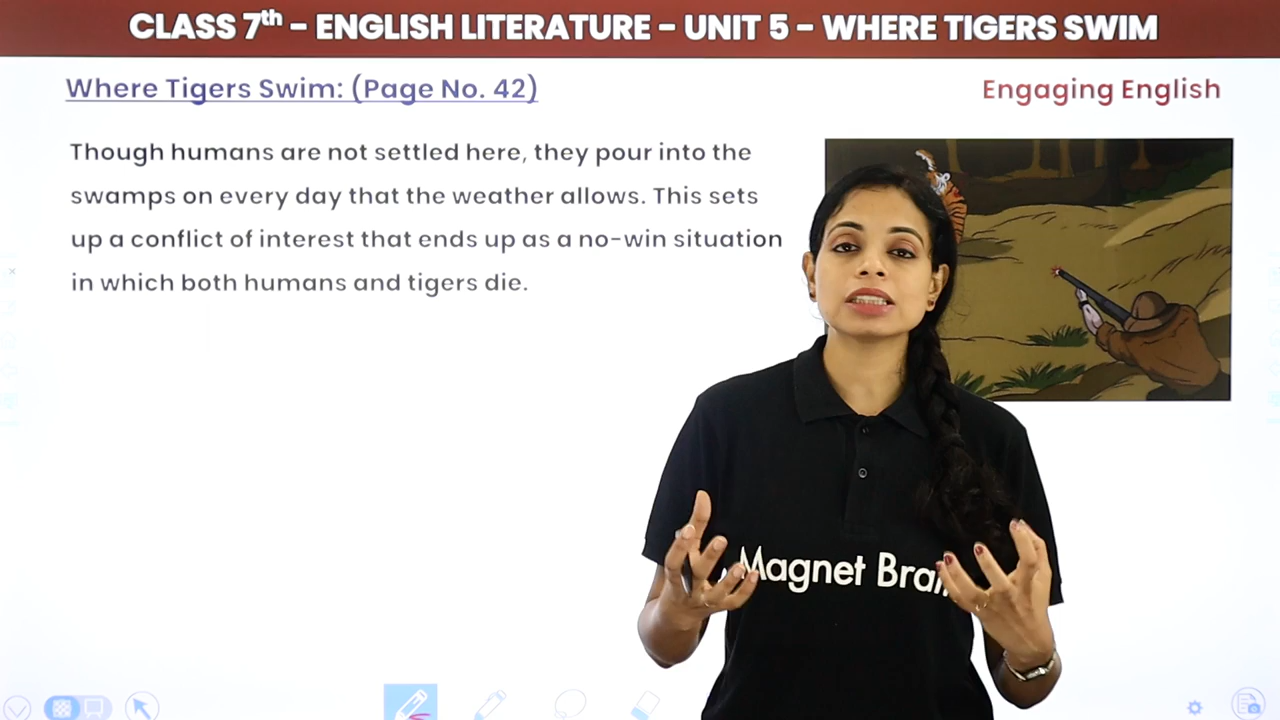 CLASS 7th – ENGLISH LITERATURE – UNIT 5 – WHERE TIGERS SWIM
Where Tigers Swim: (Page No. 42)
Engaging English
Though humans are not settled here, they pour into the
swamps on every day that the weather allows. This sets
up a conflict of interest that ends up as a no-win situation
in which both humans and tigers die.
Magnet